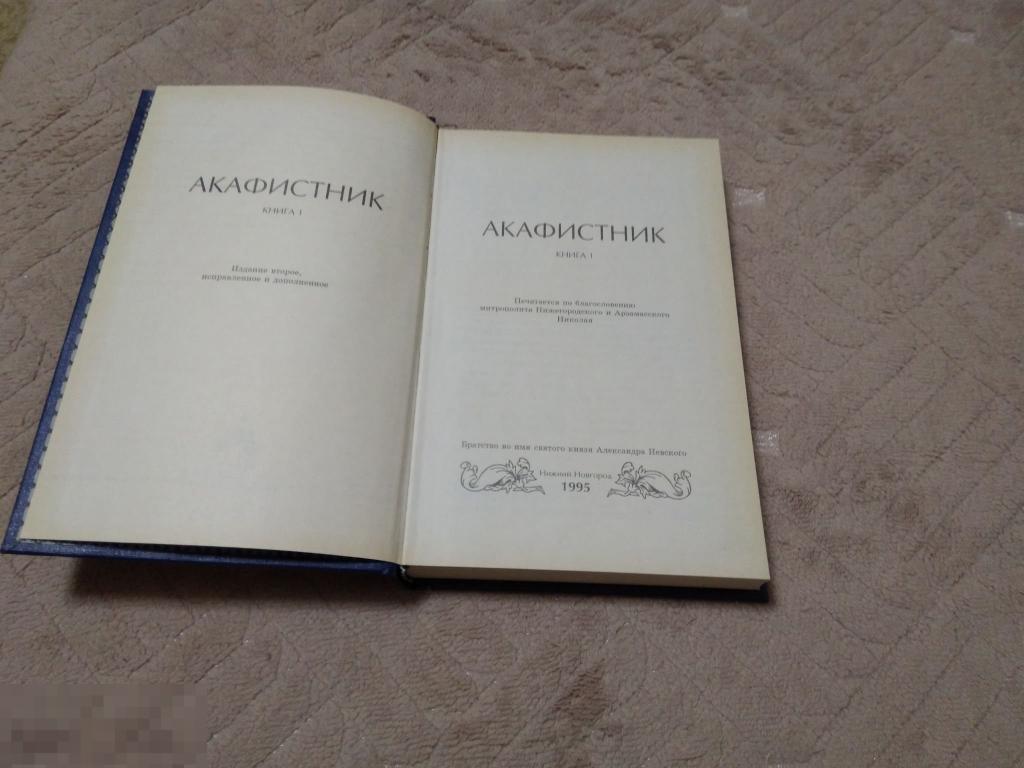 АКАФИСТНИК
КНИГА 1
Издание второе,
исправленное и дополненное
АКАФИСТНИК
КНИГА 1
Печатается по благословению
митрополита Нижегородского и Арзамасского
Николая
Братство во имя святого князя Александра Невского
Нижний Новгород
1995